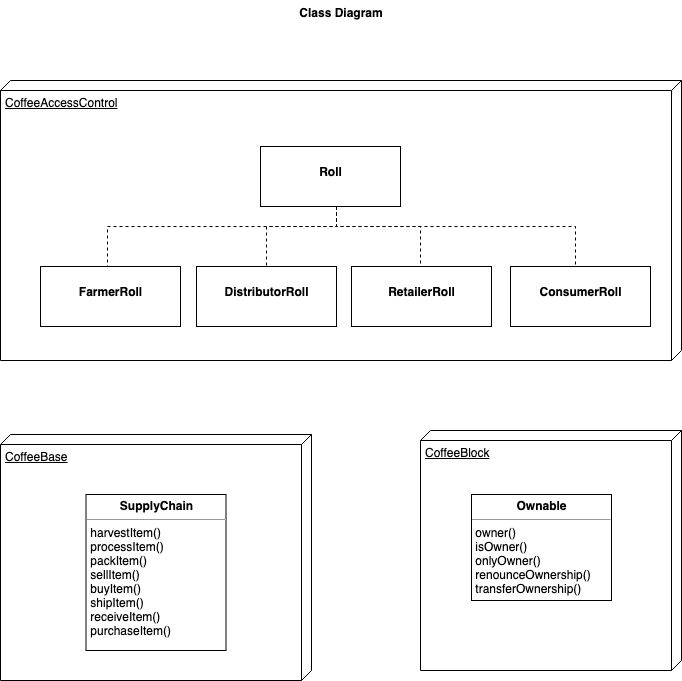 Class Diagram
CoffeeAccessControl
Roll
FarmerRoll
DistributorRoll
RetailerRoll
ConsumerRoll
CoffeeBase
SupplyChain
harvestItem()
processItem()
packItem()
sellItem()
buyItem()
shipItem()
receiveItem()
purchaseItem()
CoffeeBlock
Ownable
owner()
isOwner()
onlyOwner()
renounceOwnership()
transferOwnership()